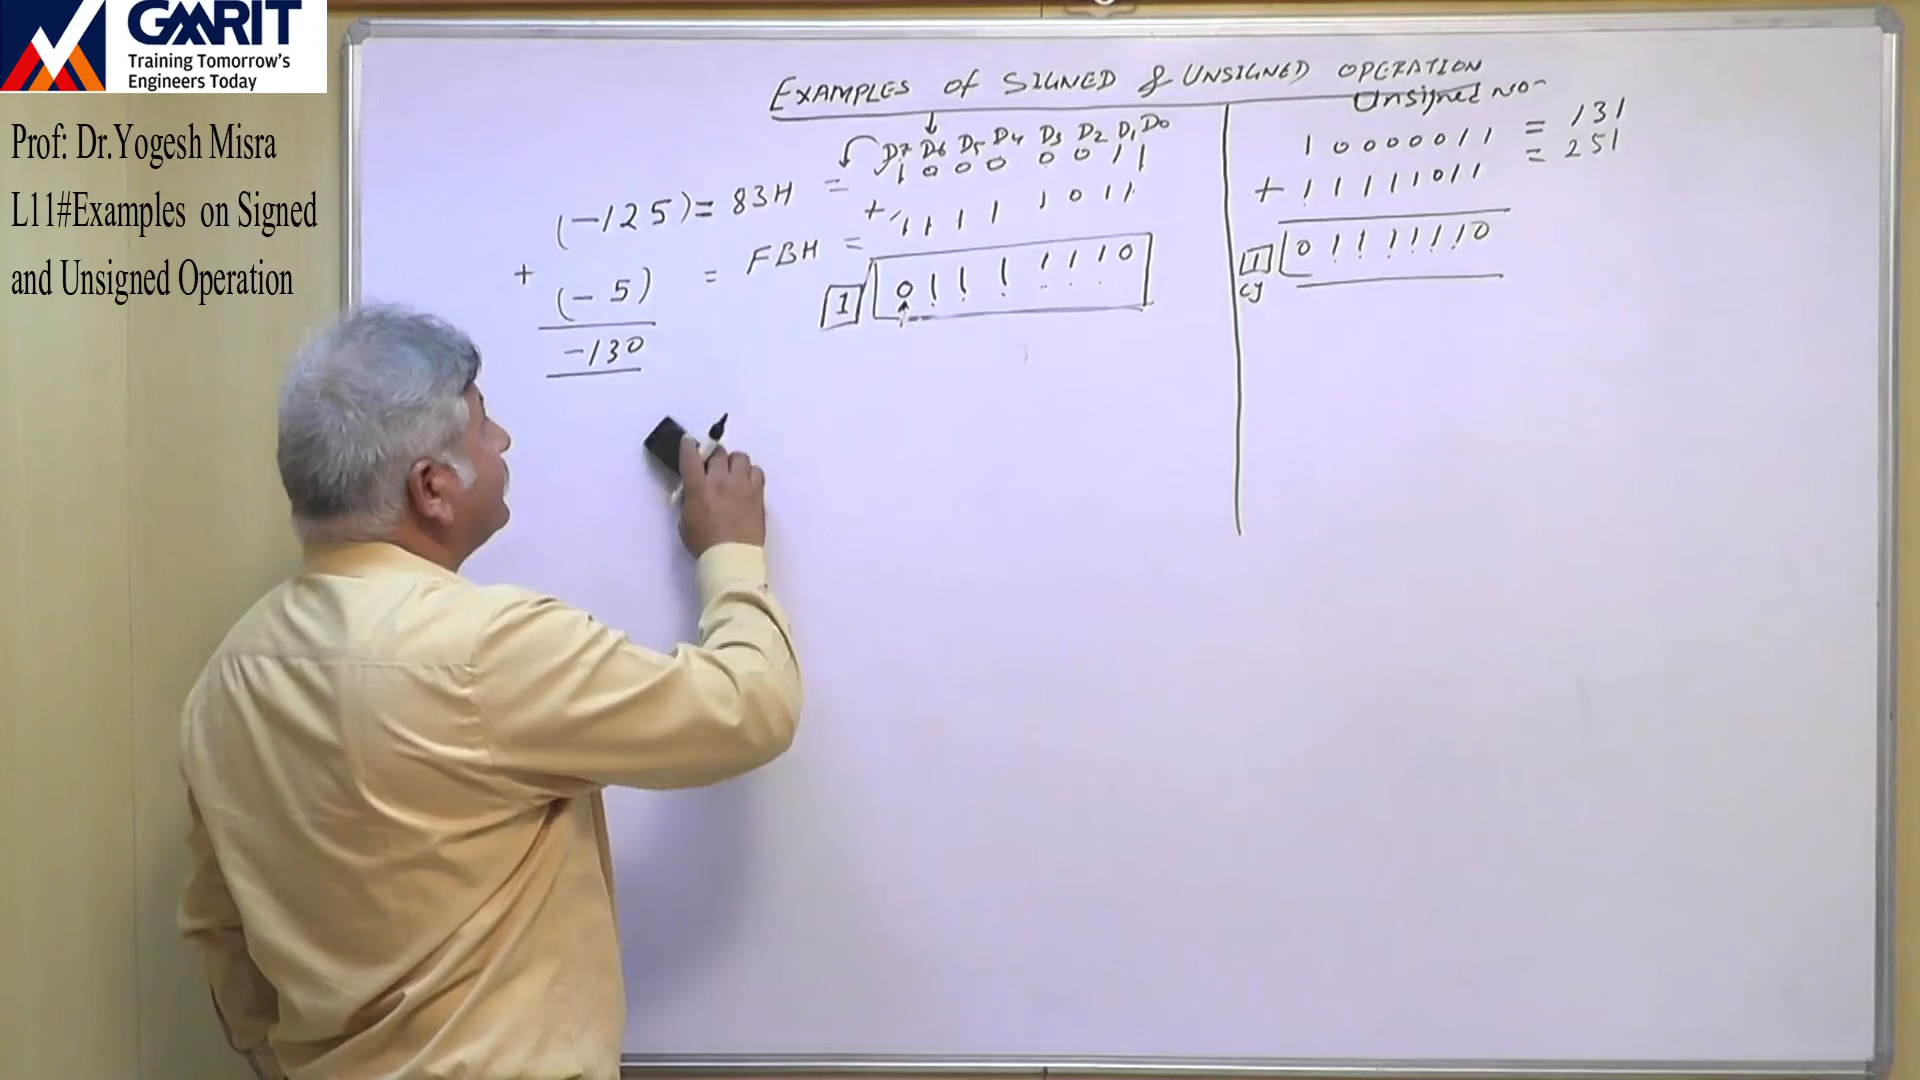 GMRIT
Training Tomorrow's
Engineers Today
Prof: Dr.Yogesh Misra
L11#Examples on Signed
and Unsigned Operation
EXAMPLES of SIGNED & UNSIGNED OPERATION
D7 D6 D5 D4 D3 D2 D1 D0
(-125) = 83H = 1 0 0 0 0 0 1 1
+ (-5) = FBH = + 1 1 1 1 1 0 1 1
-130
1 0 1 1 1 1 1 1 0
Unsigned No-
1 0 0 0 0 0 1 1 = 131
+ 1 1 1 1 1 0 1 1 = 251
1 0 1 1 1 1 1 1 0
cy